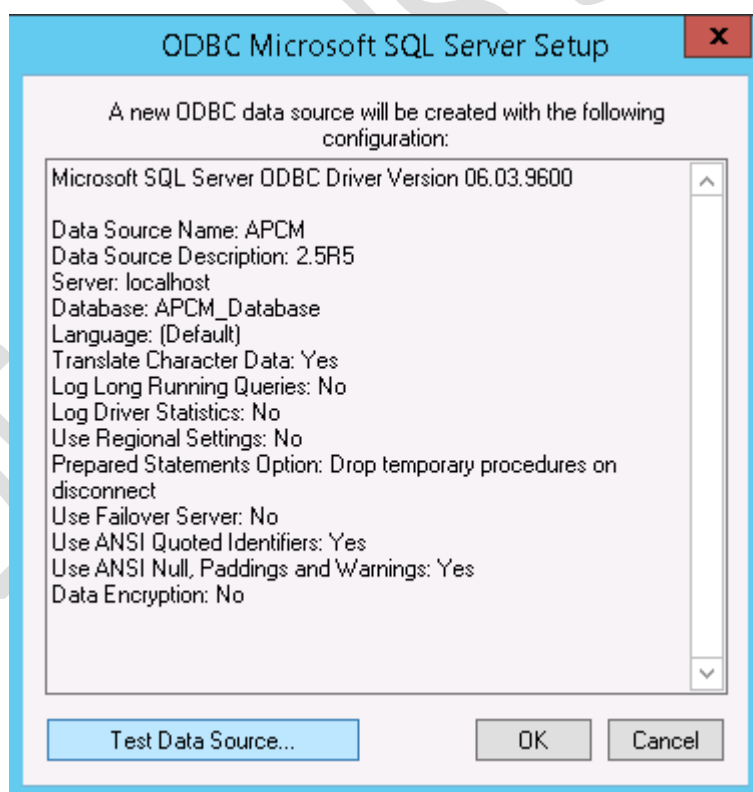 ODBC Microsoft SQL Server Setup
x
A new ODBC data source will be created with the following
configuration:
Microsoft SQL Server ODBC Driver Version 06.03.9600
Data Source Name: APCM
Data Source Description: 2.5R5
Server: localhost
Database: APCM_Database
Language: (Default)
Translate Character Data: Yes
Log Long Running Queries: No
Log Driver Statistics: No
Use Regional Settings: No
Prepared Statements Option: Drop temporary procedures on
disconnect
Use Failover Server: No
Use ANSI Quoted Identifiers: Yes
Use ANSI Null, Paddings and Warnings: Yes
Data Encryption: No
Test Data Source... OK Cancel